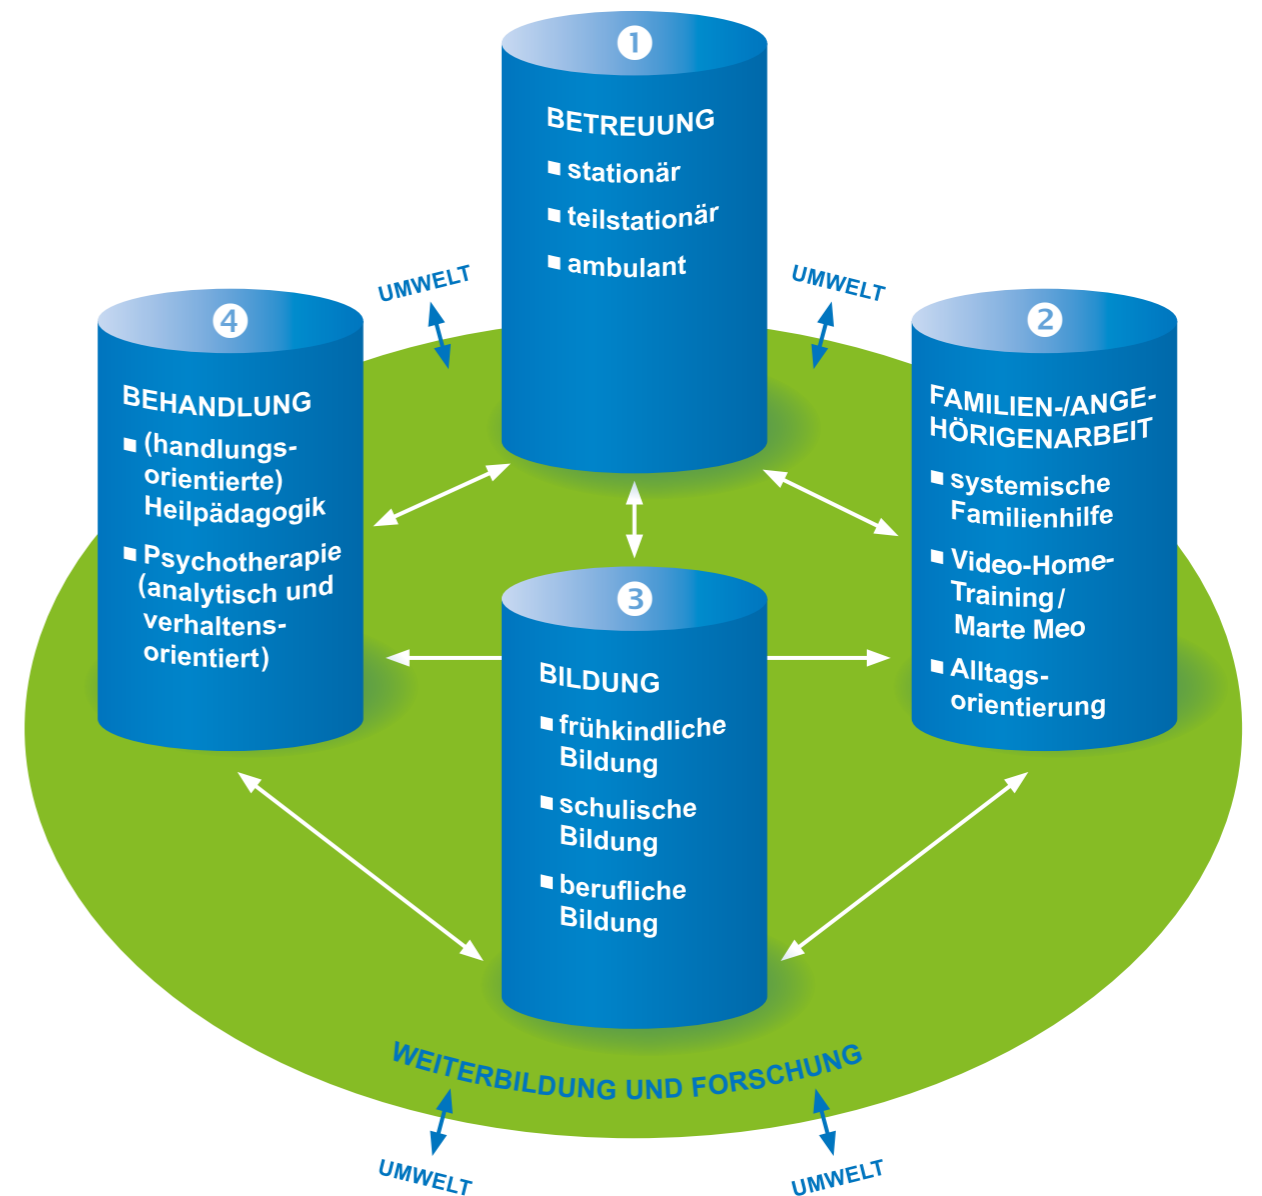 1
BETREUUNG
■ stationär
■ teilstationär
■ ambulant
UMWELT
UMWELT
2
FAMILIEN-/ANGE-
HÖRIGENARBEIT
■ systemische
Familienhilfe
■ Video-Home-
Training/
Marte Meo
■ Alltags-
orientierung
3
BILDUNG
■ frühkindliche
Bildung
■ schulische
Bildung
■ berufliche
Bildung
4
BEHANDLUNG
■ (handlungs-
orientierte)
Heilpädagogik
■ Psychotherapie
(analytisch und
verhaltens-
orientiert)
WEITERBILDUNG UND FORSCHUNG
UMWELT
UMWELT